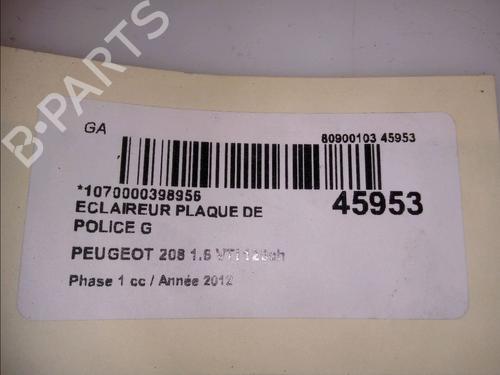 GA
80900103 45953
*1070000398956
45953
ECLAIREUR PLAQUE DE
POLICE G
PEUGEOT 208 1.6 VTi 120ch
Phase 1 cc / Année 2012
B-PARTS